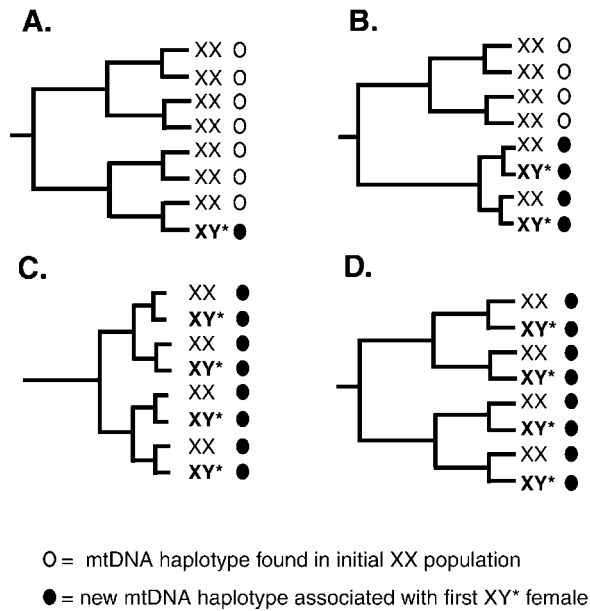 A.
XX
XX
XX
XX
XX
XX
XX
XY*
B.
XX
XX
XX
XX
XX
XY*
XX
XY*
C.
XX
XY*
XX
XY*
XX
XY*
XX
XY*
D.
XX
XY*
XX
XY*
XX
XY*
XX
XY*
= mtDNA haplotype found in initial XX population
= new mtDNA haplotype associated with first XY* female